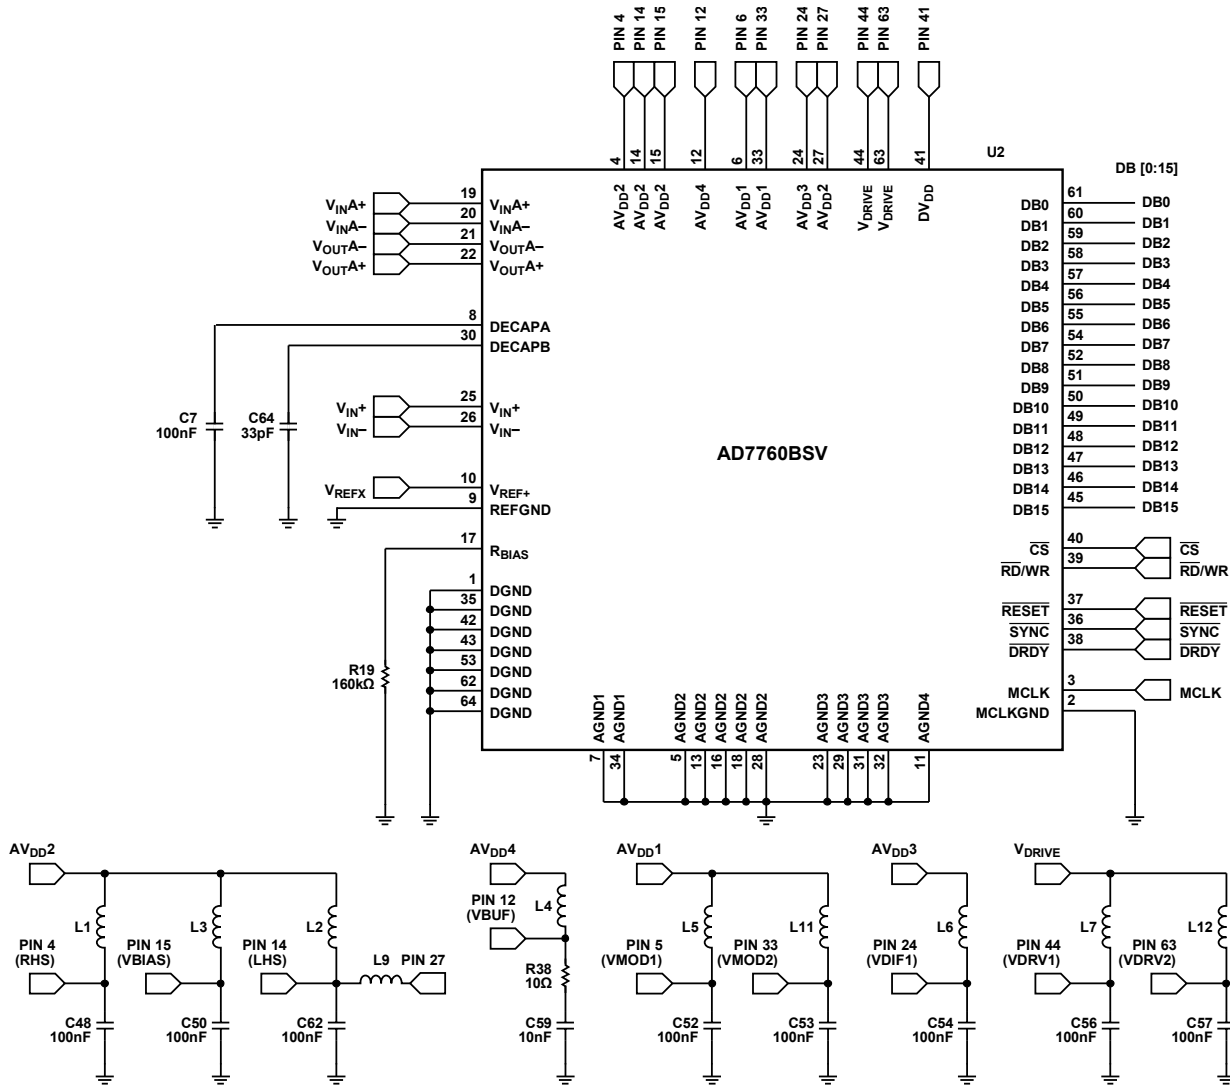 PIN 4
PIN 14
PIN 15
PIN 12
PIN 6
PIN 33
PIN 24
PIN 27
PIN 44
PIN 63
PIN 41
4
14
15
12
6
33
24
27
44
63
41
U2
DB [0:15]
AVDD2
AVDD2
AVDD2
AVDD4
AVDD1
AVDD1
AVDD3
AVDD2
VDRIVE
VDRIVE
DVDD
VINA+ 19 VINA+
VINA− 20 VINA−
VOUTA− 21 VOUTA−
VOUTA+ 22 VOUTA+
8 DECAPA
30 DECAPB
C7
100nF
C64
33pF
VIN+ 25 VIN+
VIN− 26 VIN−
VREFX 10 VREF+
9 REFGND
17 RBIAS
R19
160kΩ
1 DGND
35 DGND
42 DGND
43 DGND
53 DGND
62 DGND
64 DGND
AD7760BSV
DB0 61 DB0
DB1 60 DB1
DB2 59 DB2
DB3 58 DB3
DB4 57 DB4
DB5 56 DB5
DB6 55 DB6
DB7 54 DB7
DB8 52 DB8
DB9 51 DB9
DB10 50 DB10
DB11 49 DB11
DB12 48 DB12
DB13 47 DB13
DB14 46 DB14
DB15 45 DB15
CS 40 CS
RD/WR 39 RD/WR
RESET 37 RESET
SYNC 36 SYNC
DRDY 38 DRDY
MCLK 3 MCLK
MCLKGND 2
AGND1
AGND1
AGND2
AGND2
AGND2
AGND2
AGND2
AGND3
AGND3
AGND3
AGND3
AGND4
7
34
5
13
16
18
28
23
29
31
32
11
AVDD2
L1
L3
L2
PIN 4
(RHS)
PIN 15
(VBIAS)
PIN 14
(LHS)
L9
PIN 27
C48
100nF
C50
100nF
C62
100nF
AVDD4
PIN 12
(VBUF)
L4
R38
10Ω
C59
10nF
AVDD1
L5
L11
PIN 5
(VMOD1)
PIN 33
(VMOD2)
C52
100nF
C53
100nF
AVDD3
L6
PIN 24
(VDIF1)
C54
100nF
VDRIVE
L7
L12
PIN 44
(VDRV1)
PIN 63
(VDRV2)
C56
100nF
C57
100nF